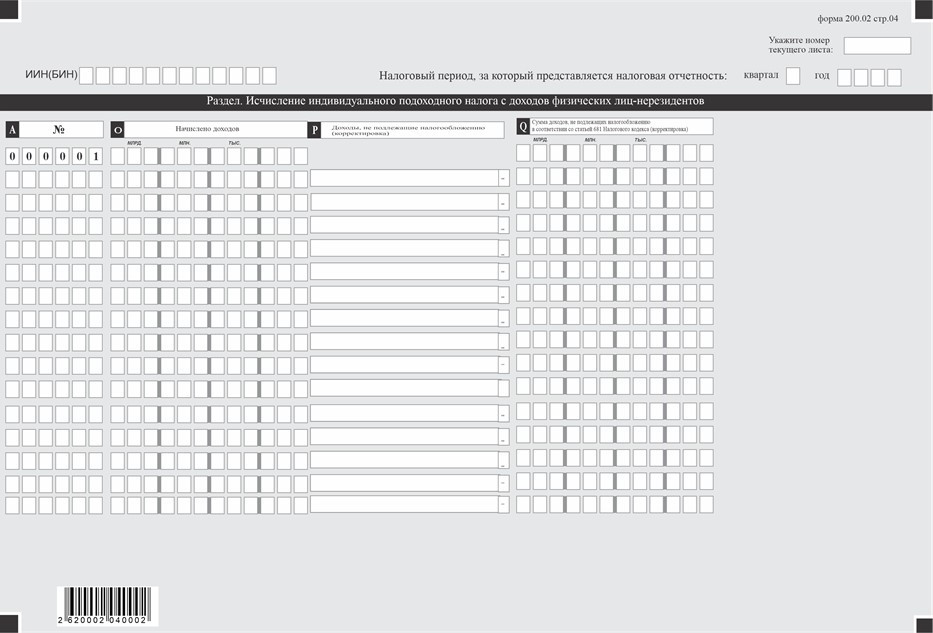 форма 200.02 стр.04
Укажите номер
текущего листа:
ИИН(БИН)
Налоговый период, за который представляется налоговая отчетность: квартал год
Раздел. Исчисление индивидуального подоходного налога с доходов физических лиц-нерезидентов
A №
O Начислено доходов
P Доходы, не подлежащие налогообложению
(корректировка)
Q Сумма доходов, не подлежащих налогообложению
в соответствии со статьей 681 Налогового кодекса (корректировка)
МЛРД. МЛН. ТЫС.
МЛРД. МЛН. ТЫС.
0 0 0 0 0 1
2 620002 040002